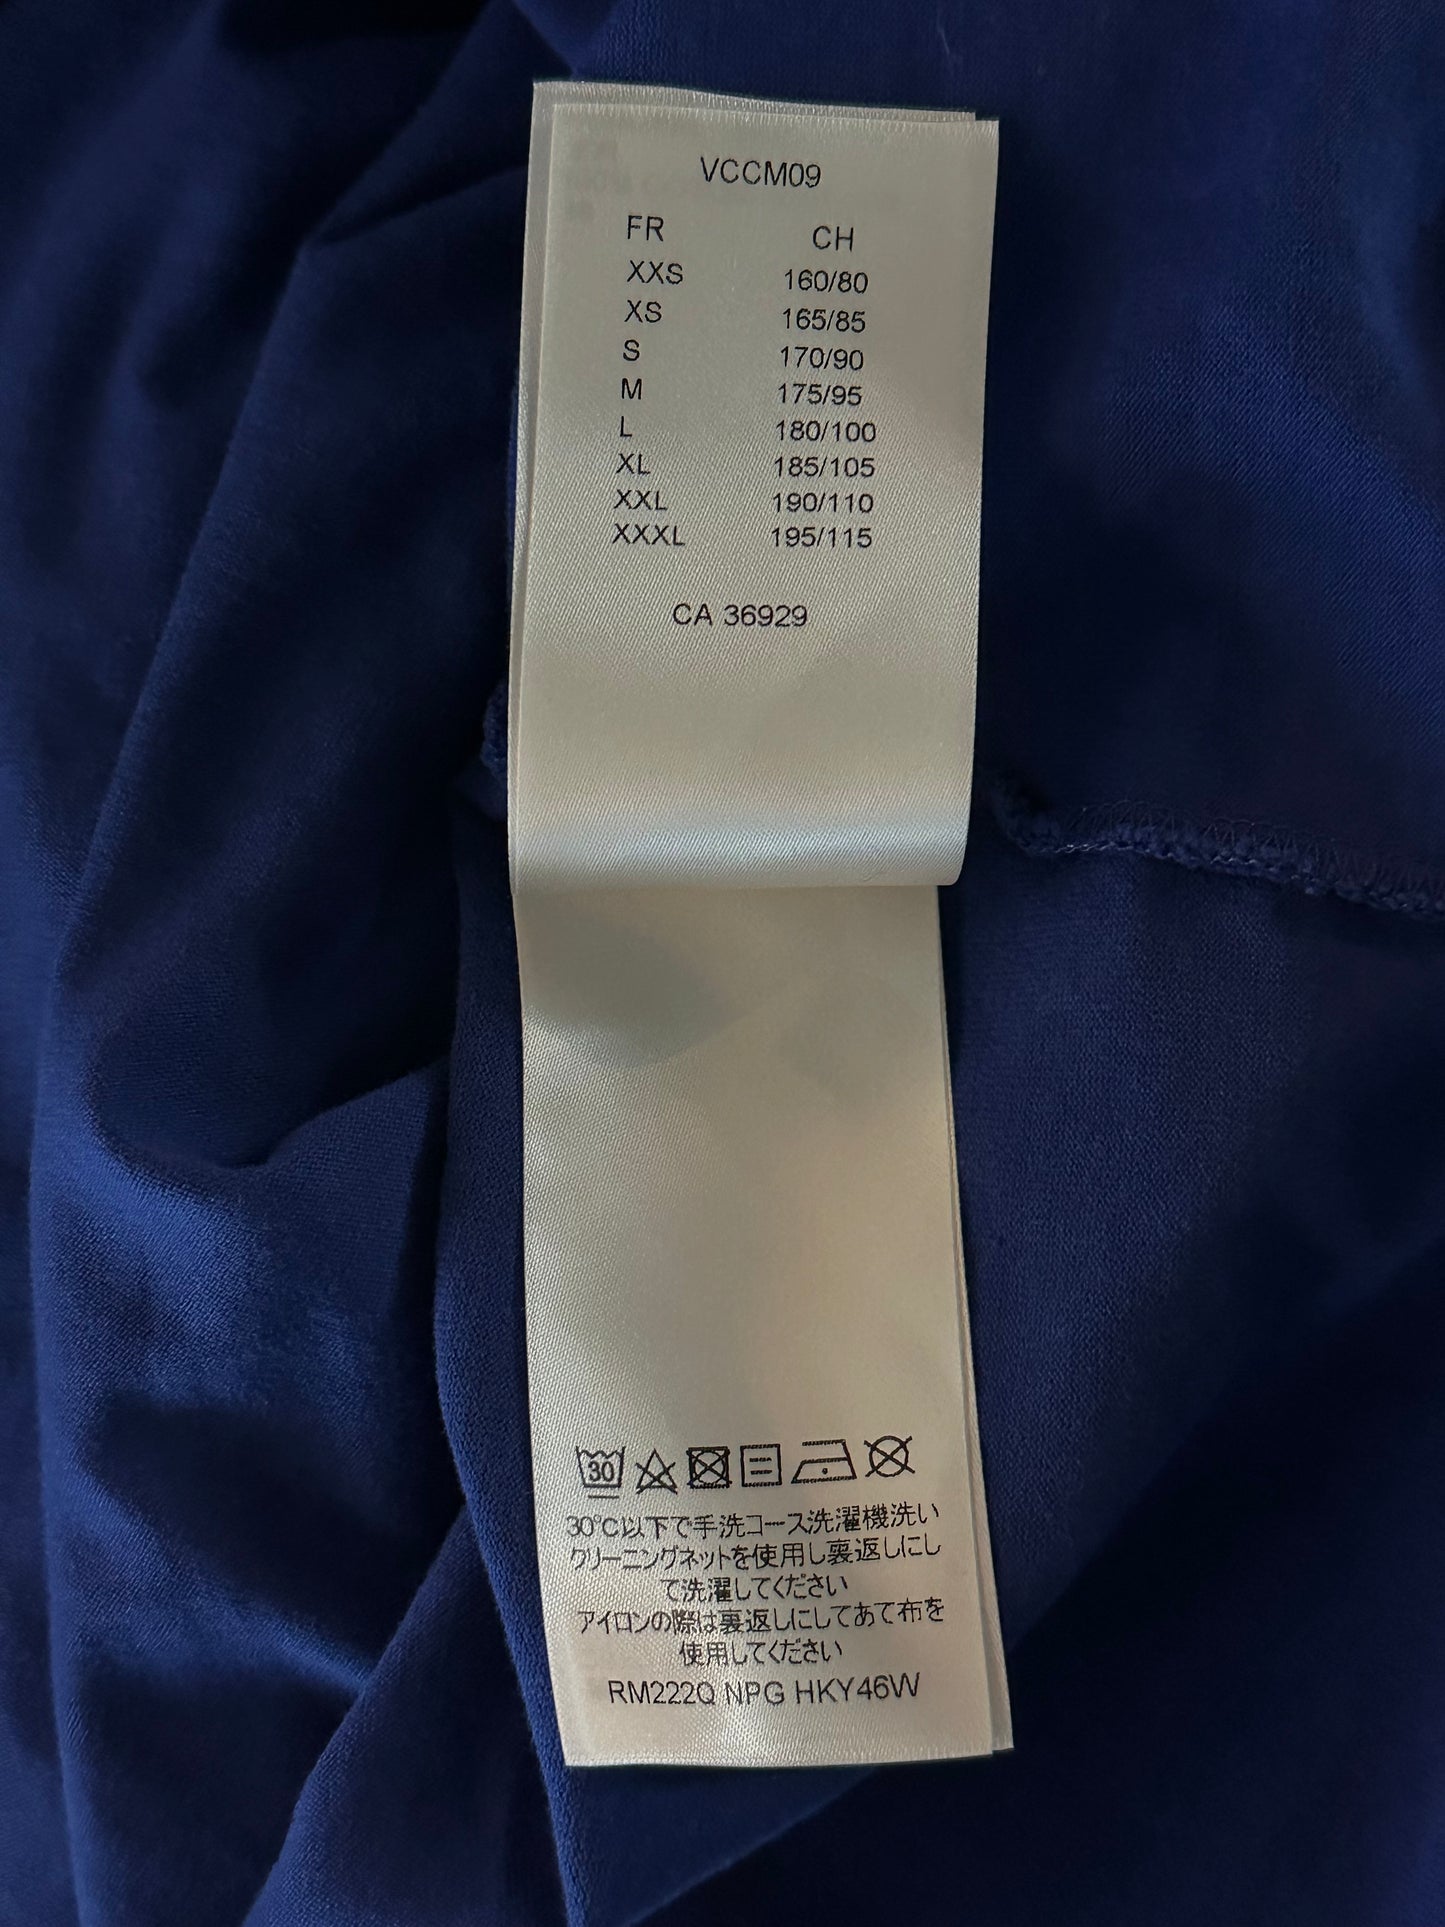 VCCM09
FR CH
XXS 160/80
XS 165/85
S 170/90
M 175/95
L 180/100
XL 185/105
XXL 190/110
XXXL 195/115
CA 36929
30
30℃以下で手洗コース洗濯機洗い
クリーニングネットを使用し裏返しにし
て洗濯してください
アイロンの際は裏返しにしてあて布を
使用してください
RM222Q NPG HKY46W